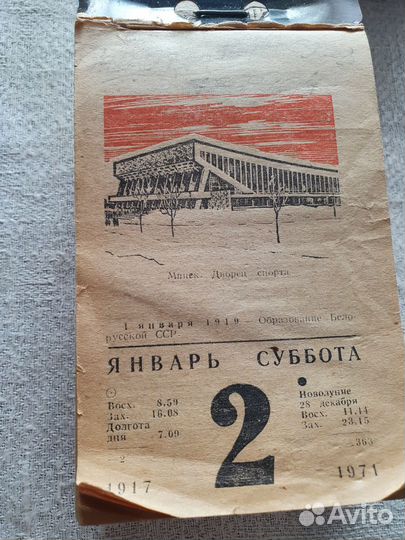 Минск. Дворец спорта
1 января 1919 — Образование Бело-
русской ССР
ЯНВАРЬ СУББОТА
Восх. 8.59
Зах. 16.08
Долгота
дня 7.09
2
1917
2
Новолуние
28 декабря
Восх. 11.14
Зах. 23.15
363
1971
Avito